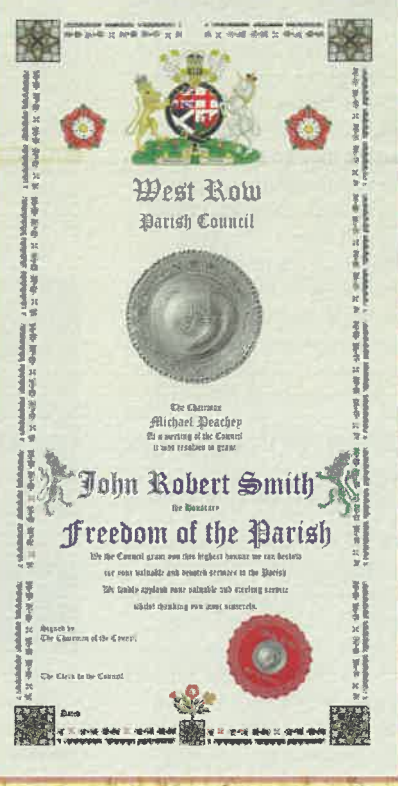 West Row
Parish Council
The Chairman
Michael Peachey
At a meeting of the Council
it was resolved to grant
John Robert Smith
the Honorary
Freedom of the Parish
We the Council grant you this highest honour we can bestow
for your valuable and devoted services to the Parish
We loudly applaud your valuable and sterling service
whilst thanking you most sincerely.
Signed by
The Chairman of the Council
The Clerk to the Council
Dated